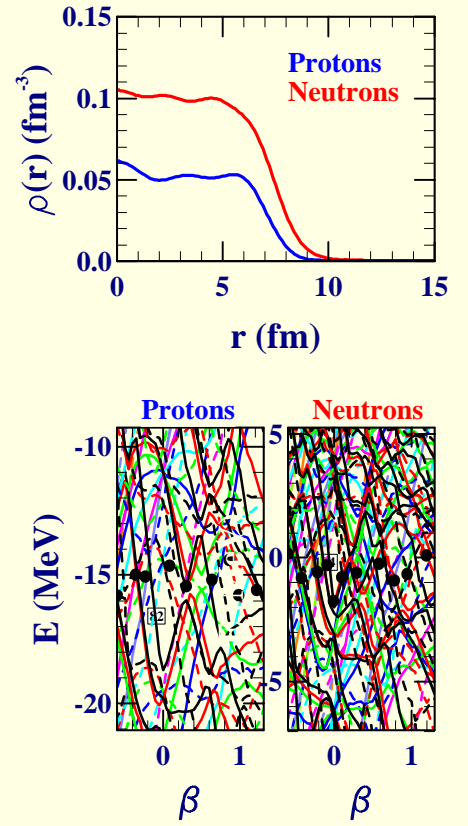 0.15
0.1
0.05
0.0
ρ(r) (fm⁻³)
Protons
Neutrons
0 5 10 15
r (fm)
Protons Neutrons
-10
-15
-20
E (MeV)
82
5
0
-5
0 1 0 1
β β